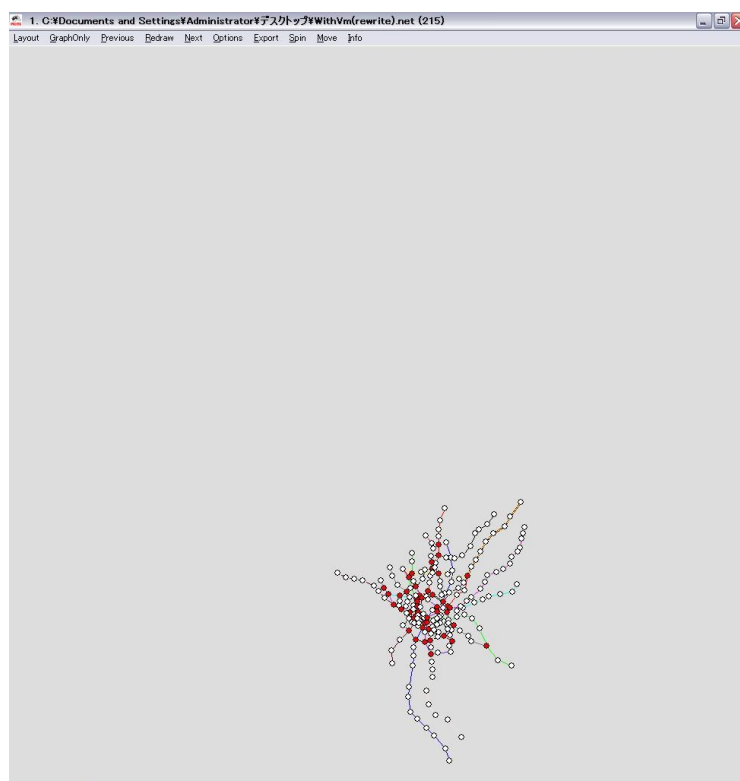 1. C:¥Documents and Settings¥Administrator¥デスクトップ¥WithVm(rewrite).net (215)
Layout GraphOnly Previous Redraw Next Options Export Spin Move Info